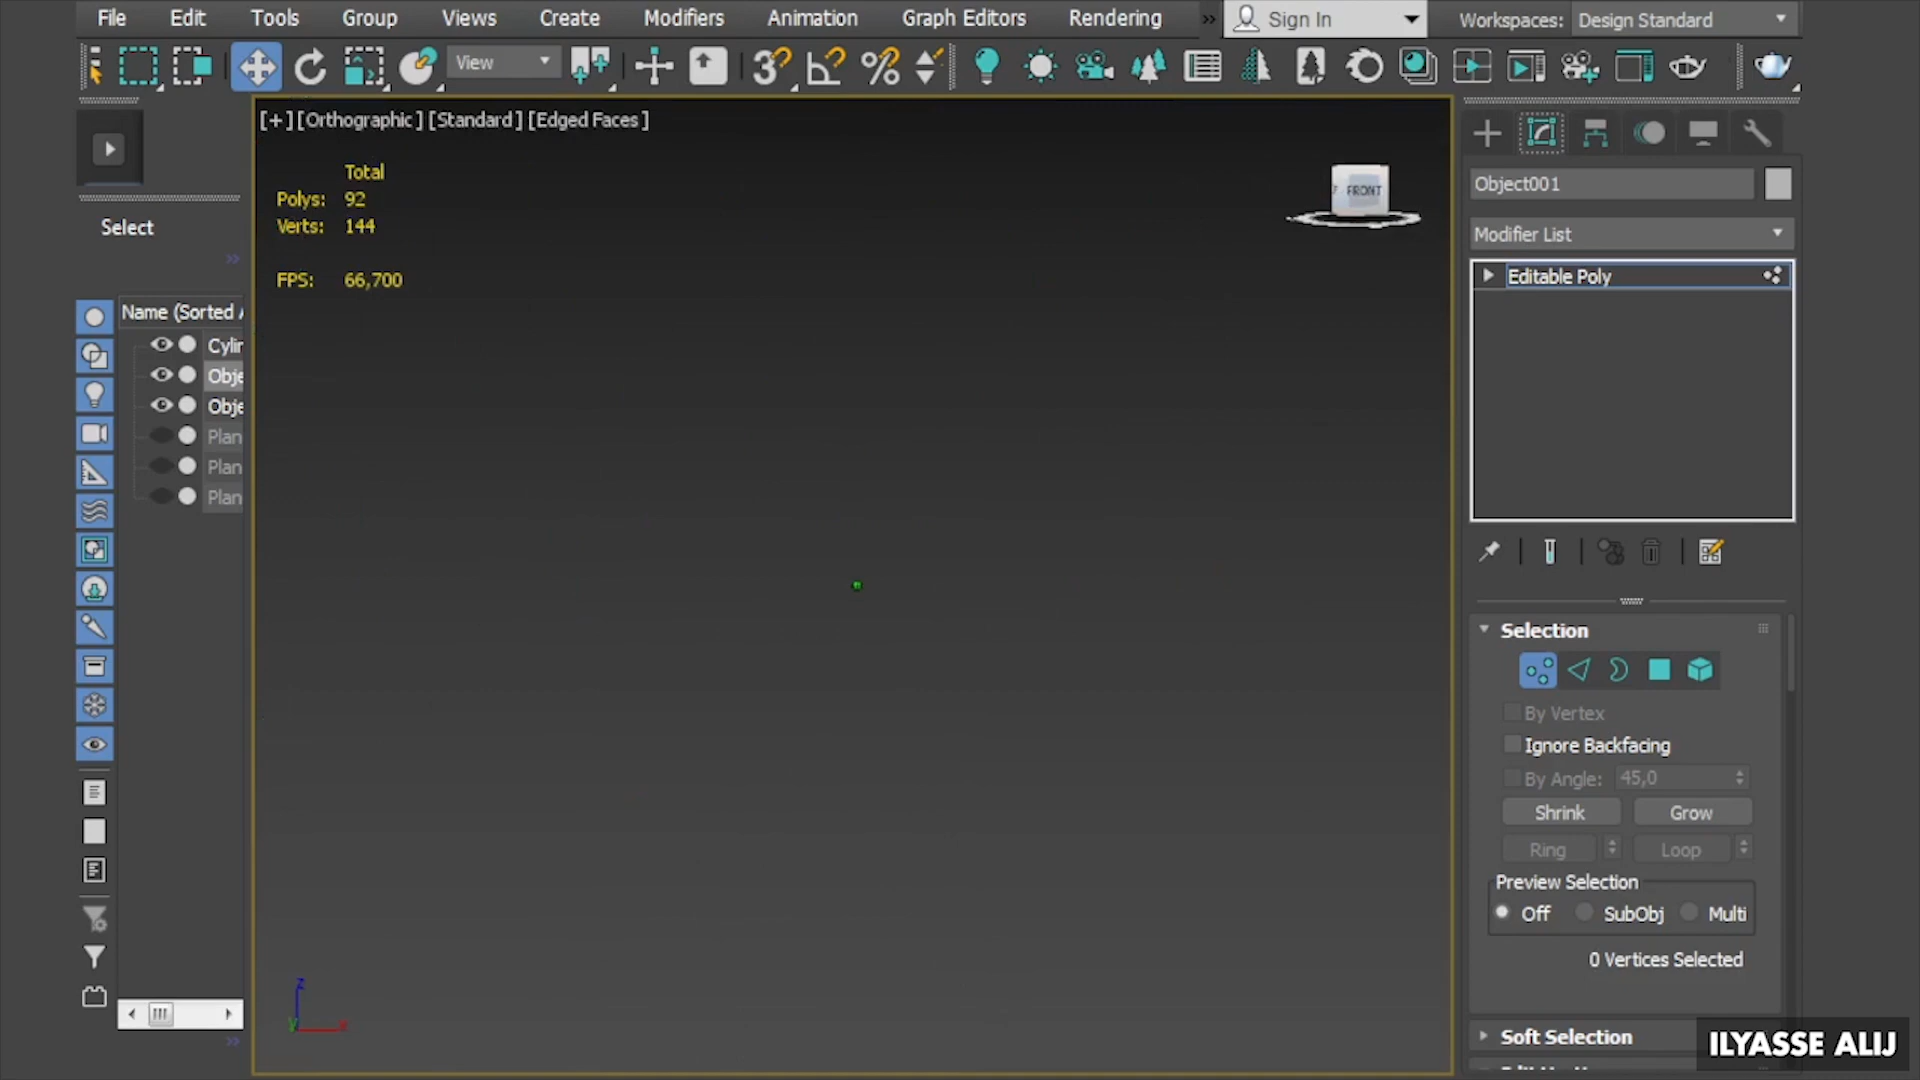 File Edit Tools Group Views Create Modifiers Animation Graph Editors Rendering » Sign In Workspaces: Design Standard
View
[+][Orthographic][Standard][Edged Faces]
Total
Polys: 92
Verts: 144
FPS: 66,700
FRONT
Select
Name (Sorted A
Cylin
Obje
Obje
Plan
Plan
Plan
Object001
Modifier List
Editable Poly
Selection
By Vertex
Ignore Backfacing
By Angle: 45,0
Shrink Grow
Ring Loop
Preview Selection
Off SubObj Multi
0 Vertices Selected
Soft Selection
z
y x
ILYASSE ALIJ